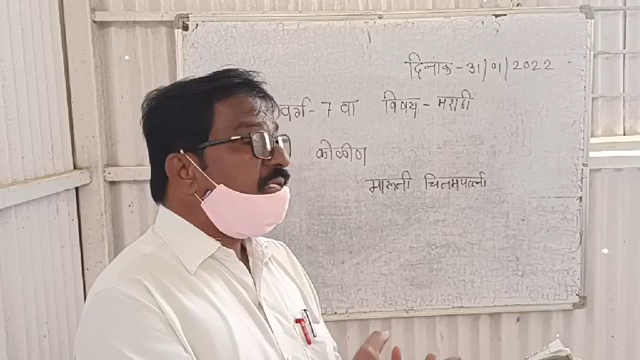 दिनाक - 31/01/2022
वर्ग - 7 वा विषय - मराठी
कोळीण
मारुती चितमपल्ली